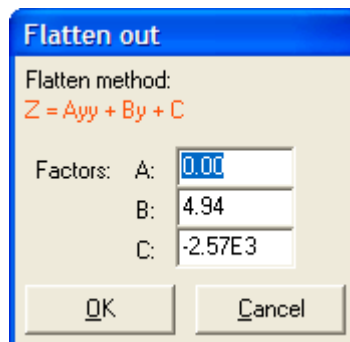 Flatten out
Flatten method:
Z = Ayy + By + C
Factors: A: 0.00
B: 4.94
C: -2.57E3
OK Cancel